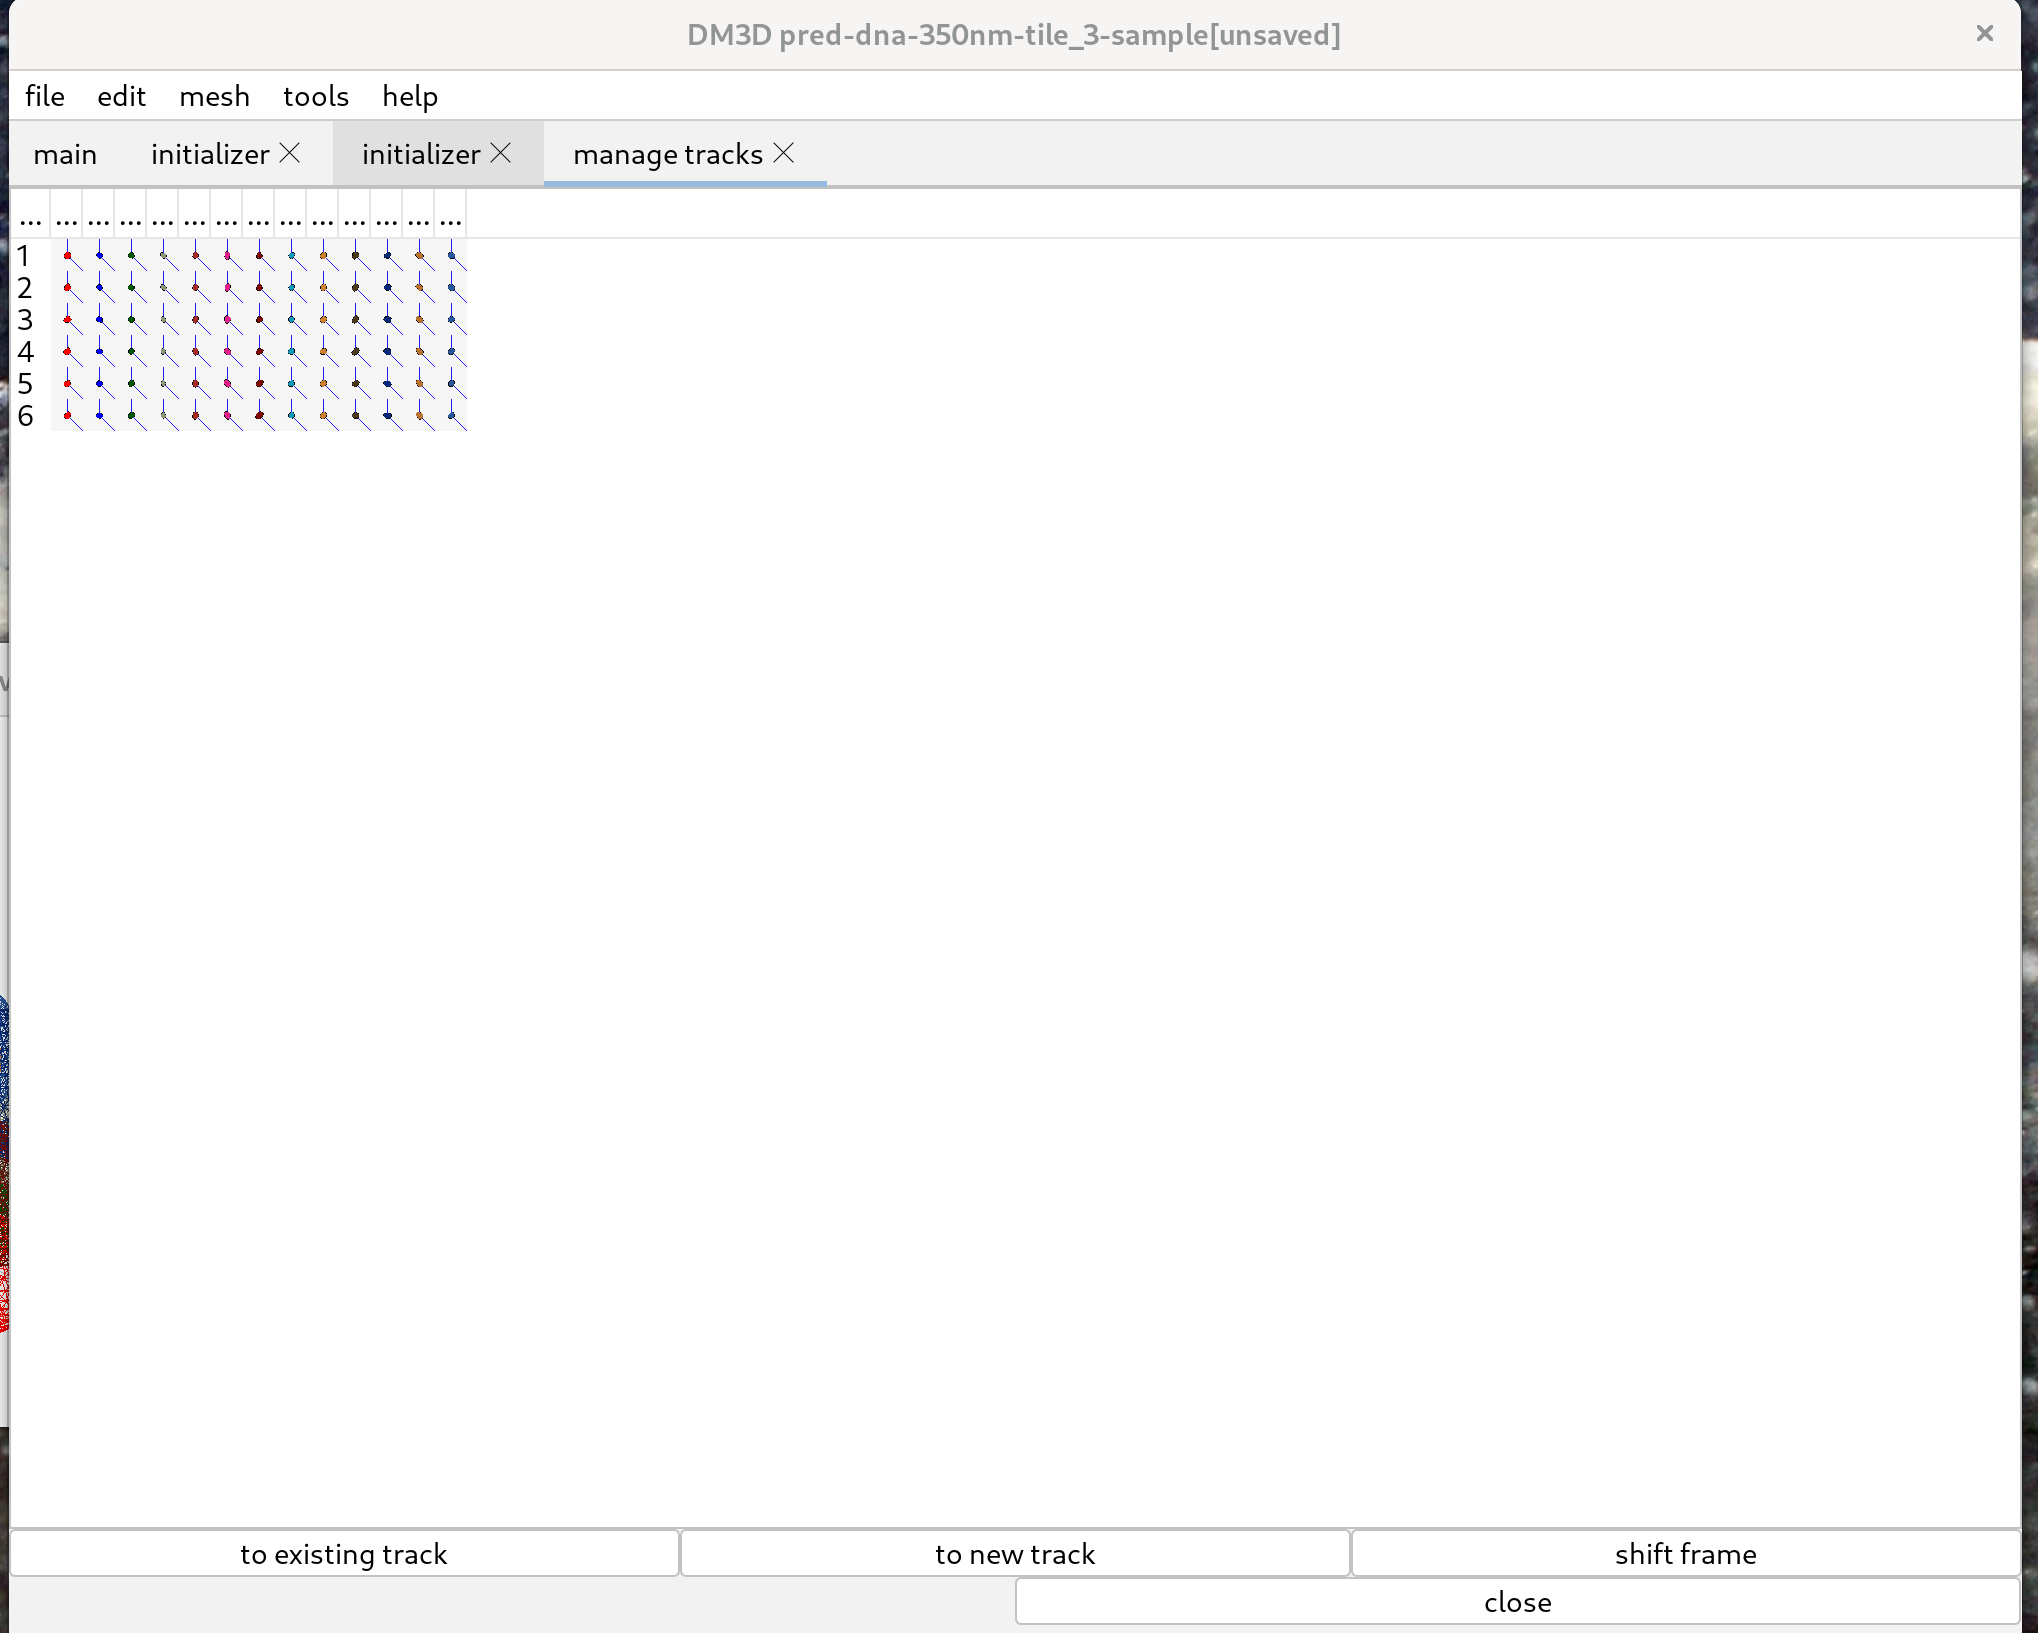 DM3D pred-dna-350nm-tile_3-sample[unsaved]
file edit mesh tools help
main initializer initializer manage tracks
... ... ... ... ... ... ... ... ... ... ... ... ... ...
1
2
3
4
5
6
to existing track to new track shift frame
close